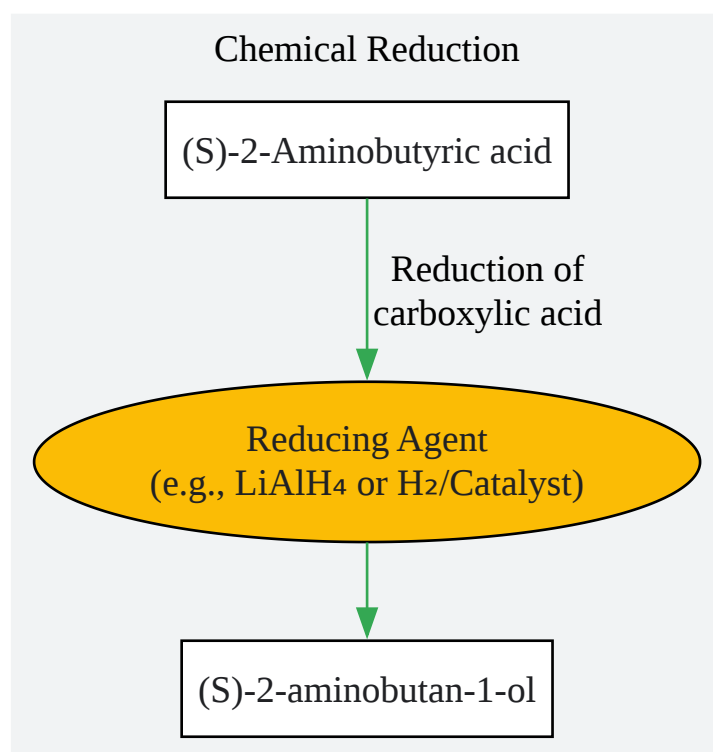 Chemical Reduction
(S)-2-Aminobutyric acid
Reduction of
carboxylic acid
Reducing Agent
(e.g., LiAlH₄ or H₂/Catalyst)
(S)-2-aminobutan-1-ol